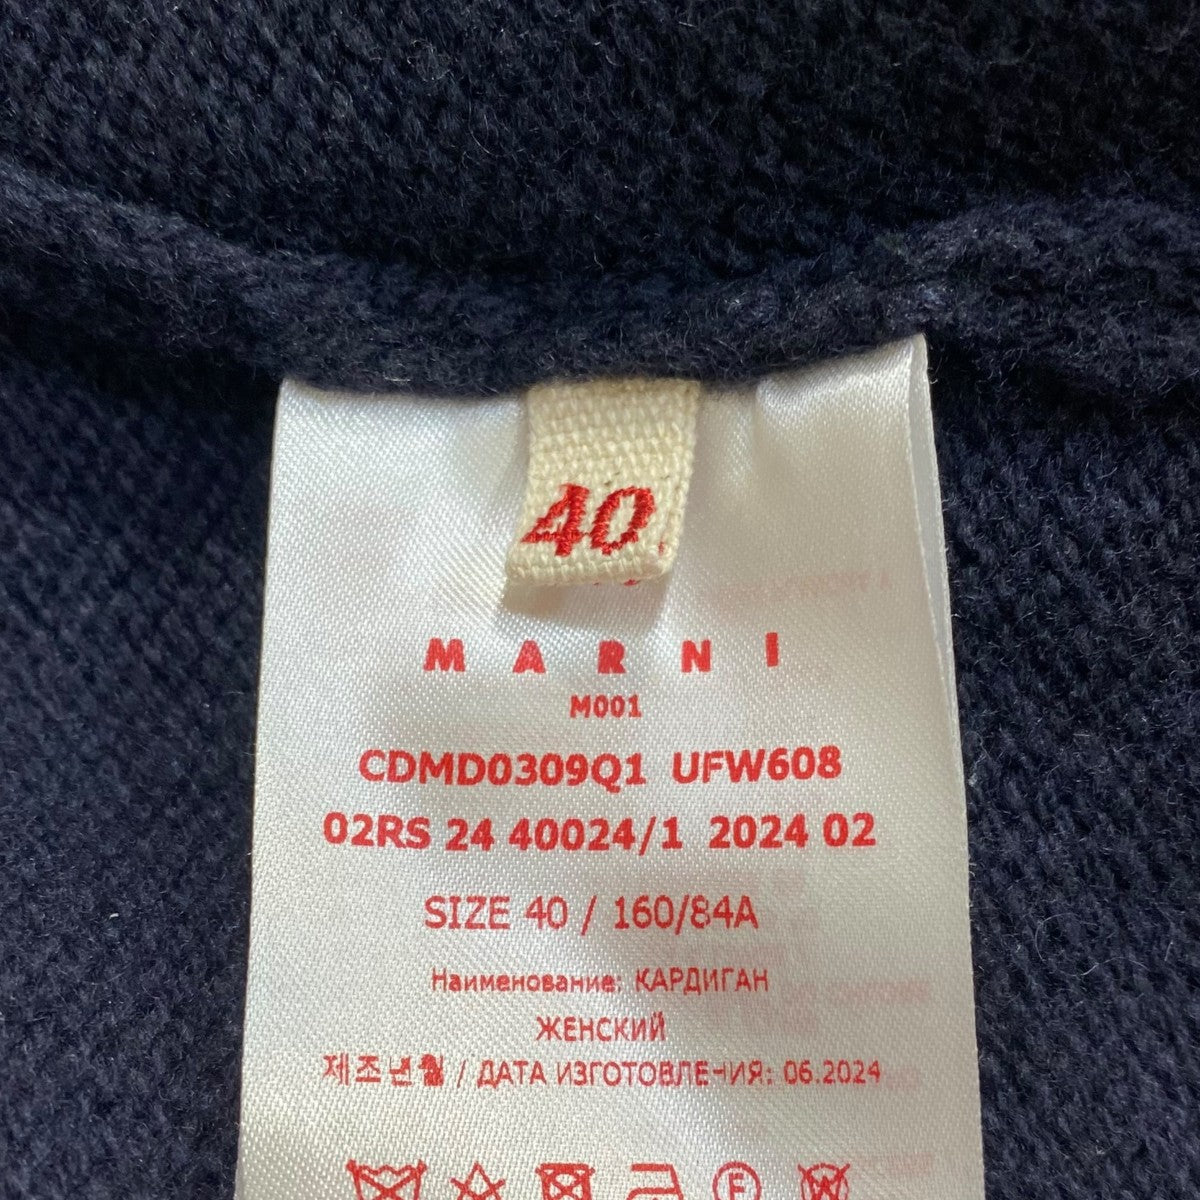 40
MARNI
M001
CDMD0309Q1 UFW608
02RS 24 40024/1 2024 02
SIZE 40 / 160/84A
Наименование: КАРДИГАН
ЖЕНСКИЙ
제조년월 / ДАТА ИЗГОТОВЛЕНИЯ: 06.2024
F W